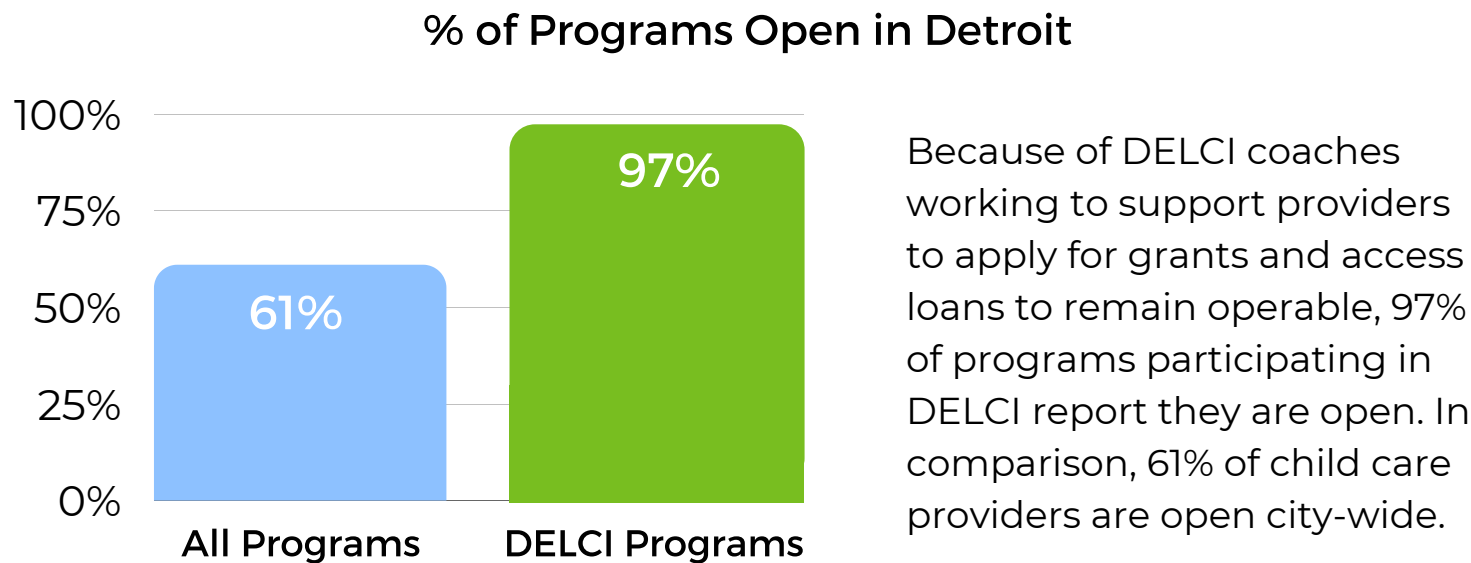 % of Programs Open in Detroit
100%
75%
50%
25%
0%
61%
97%
All Programs
DELCI Programs
Because of DELCI coaches
working to support providers
to apply for grants and access
loans to remain operable, 97%
of programs participating in
DELCI report they are open. In
comparison, 61% of child care
providers are open city-wide.